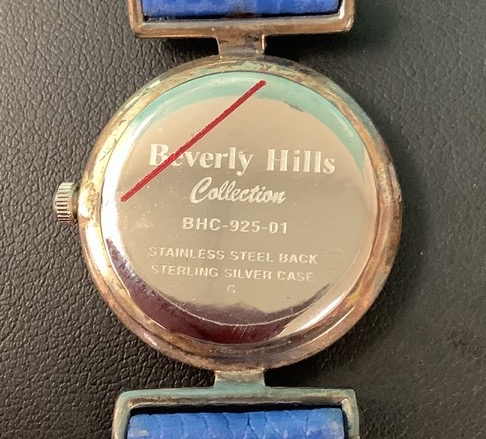 Beverly Hills
Collection
BHC-925-01
STAINLESS STEEL BACK
STERLING SILVER CASE
G